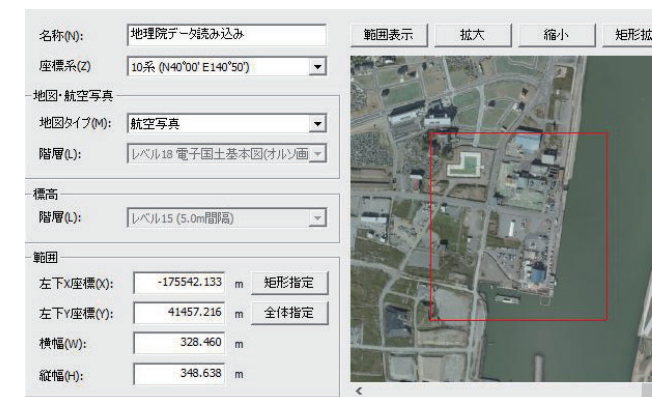 名称(N): 地理院データ読み込み
座標系(Z) 10系 (N40°00' E140°50')
地図・航空写真
地図タイプ(M): 航空写真
階層(L): レベル18 電子国土基本図(オルソ画
標高
階層(L): レベル15 (5.0m間隔)
範囲
左下X座標(X): -175542.133 m 矩形指定
左下Y座標(Y): 41457.216 m 全体指定
横幅(W): 328.460 m
縦幅(H): 348.638 m
範囲表示 拡大 縮小 矩形拡